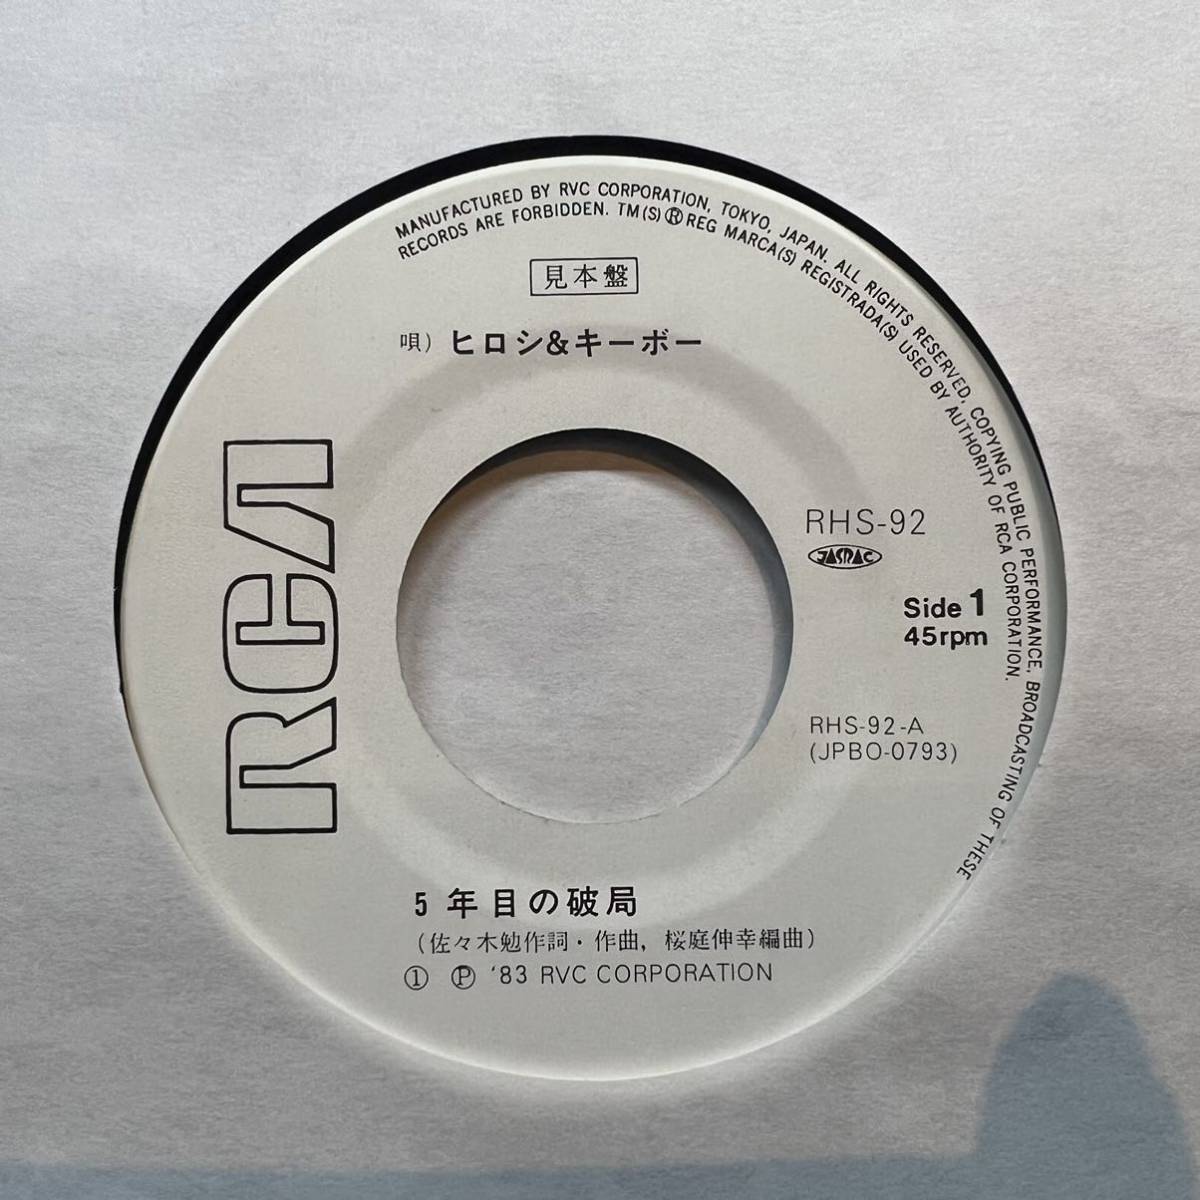 MANUFACTURED BY RVC CORPORATION, TOKYO, JAPAN. ALL RIGHTS RESERVED, COPYING PUBLIC PERFORMANCE, BROADCASTING OF THESE
RECORDS ARE FORBIDDEN. TM(S)®REG MARCA(S) REGISTRADA(S) USED BY AUTHORITY OF RCA CORPORATION.
見本盤
唄）ヒロシ&キーボー
RCA
RHS-92
JASRAC
Side 1
45rpm
RHS-92-A
(JPBO-0793)
5年目の破局
（佐々木勉作詞・作曲，桜庭伸幸編曲）
① Ⓟ '83 RVC CORPORATION